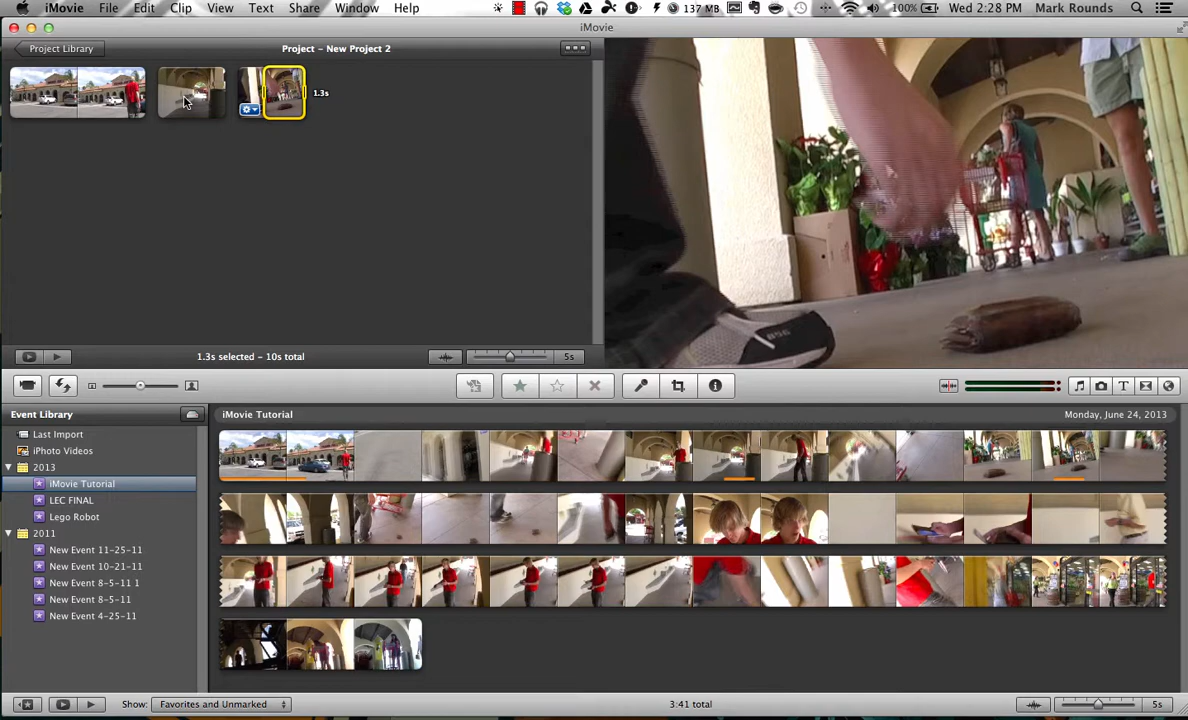 iMovie File Edit Clip View Text Share Window Help 137 MB 100% Wed 2:28 PM Mark Rounds
iMovie
Project Library Project – New Project 2
1.3s
1.3s selected – 10s total 5s
Event Library iMovie Tutorial Monday, June 24, 2013
Last Import
iPhoto Videos
2013
iMovie Tutorial
LEC FINAL
Lego Robot
2011
New Event 11-25-11
New Event 10-21-11
New Event 8-5-11 1
New Event 8-5-11
New Event 4-25-11
Show: Favorites and Unmarked 3:41 total 5s